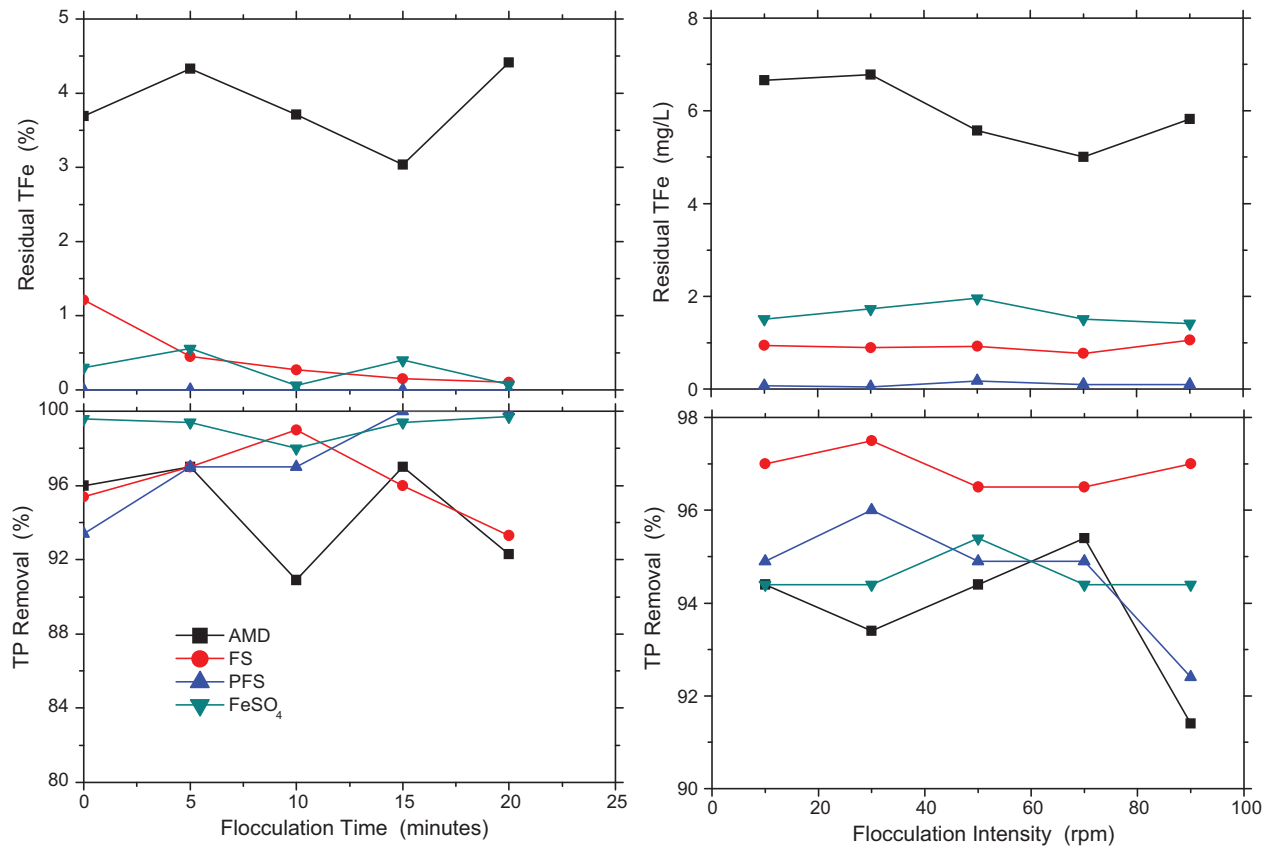 5
4
3
2
1
0
Residual TFe (%)
100
96
92
88
84
80
TP Removal (%)
AMD
FS
PFS
FeSO₄
0 5 10 15 20 25
Flocculation Time (minutes)
8
6
4
2
0
Residual TFe (mg/L)
98
96
94
92
90
TP Removal (%)
0 20 40 60 80 100
Flocculation Intensity (rpm)